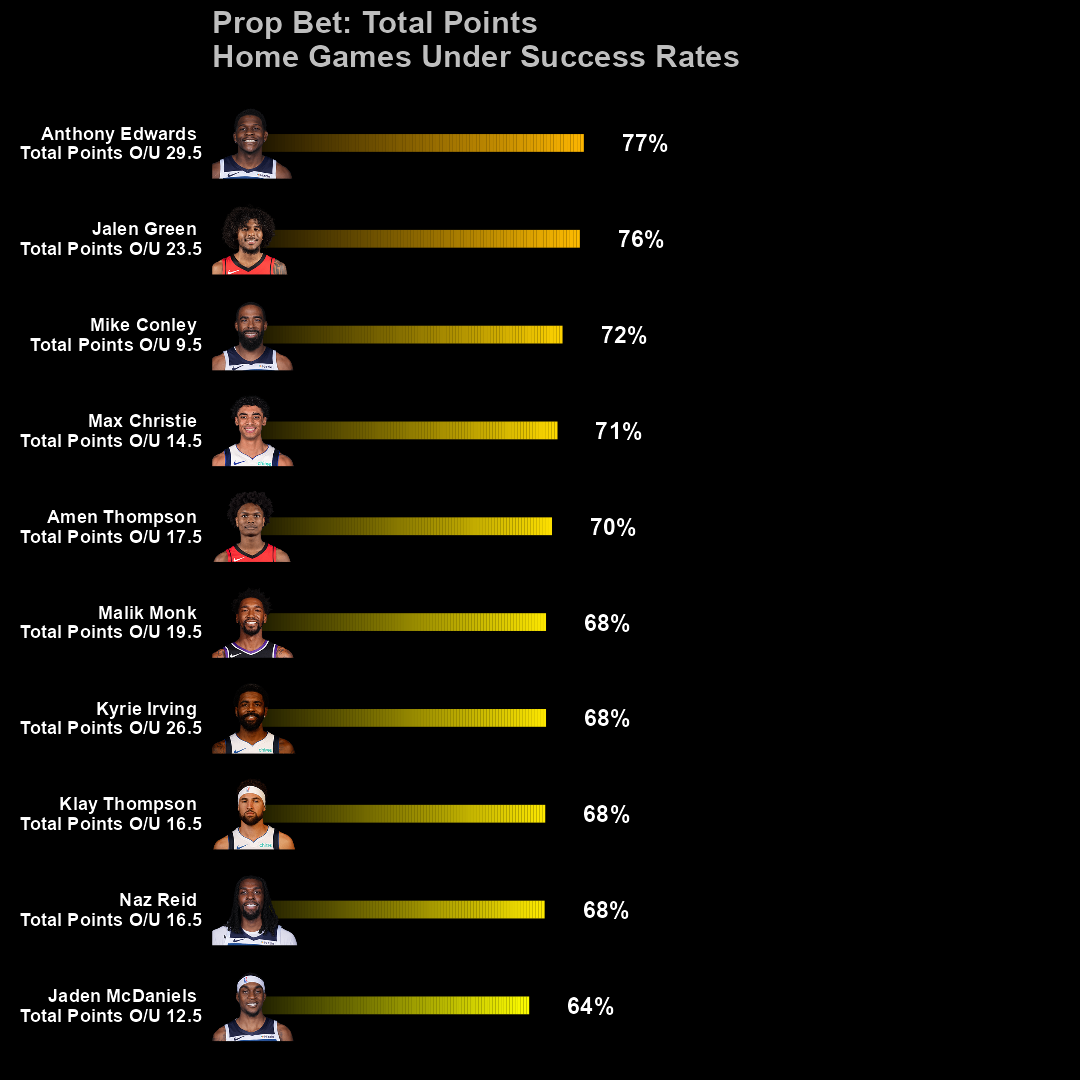 Prop Bet: Total Points
Home Games Under Success Rates
Anthony Edwards
Total Points O/U 29.5
77%
Jalen Green
Total Points O/U 23.5
76%
Mike Conley
Total Points O/U 9.5
72%
Max Christie
Total Points O/U 14.5
71%
Amen Thompson
Total Points O/U 17.5
70%
Malik Monk
Total Points O/U 19.5
68%
Kyrie Irving
Total Points O/U 26.5
68%
Klay Thompson
Total Points O/U 16.5
68%
Naz Reid
Total Points O/U 16.5
68%
Jaden McDaniels
Total Points O/U 12.5
64%